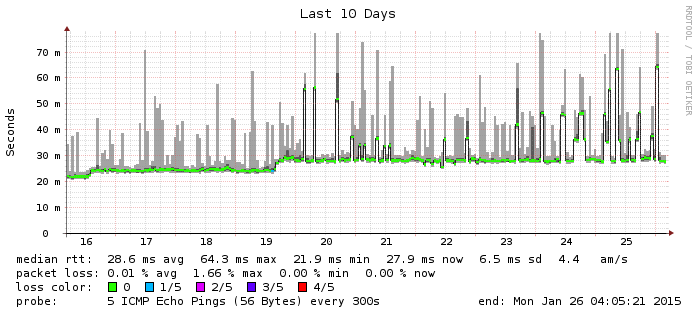 Last 10 Days
RRDTOOL / TOBI OETIKER
Seconds
70 m
60 m
50 m
40 m
30 m
20 m
10 m
0
16 17 18 19 20 21 22 23 24 25
median rtt: 28.6 ms avg 64.3 ms max 21.9 ms min 27.9 ms now 6.5 ms sd 4.4 am/s
packet loss: 0.01 % avg 1.66 % max 0.00 % min 0.00 % now
loss color: 0 1/5 2/5 3/5 4/5
probe: 5 ICMP Echo Pings (56 Bytes) every 300s end: Mon Jan 26 04:05:21 2015